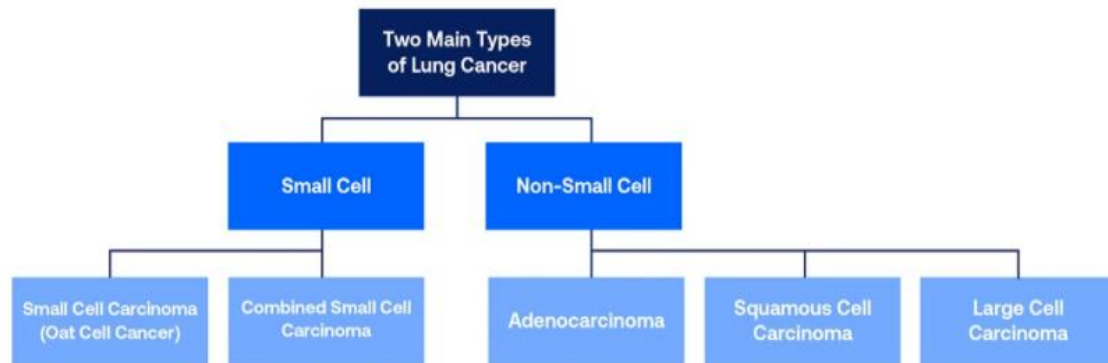 Two Main Types
of Lung Cancer
Small Cell
Non-Small Cell
Small Cell Carcinoma
(Oat Cell Cancer)
Combined Small Cell
Carcinoma
Adenocarcinoma
Squamous Cell
Carcinoma
Large Cell
Carcinoma